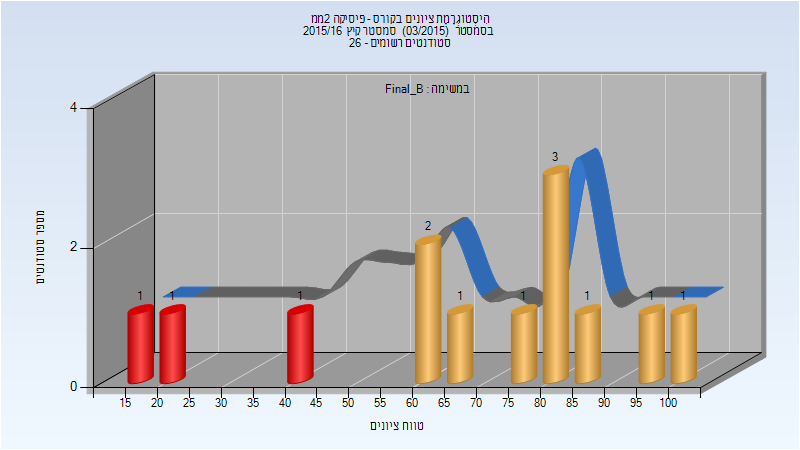 היסטוגרמת ציונים בקורס - פיסיקה 2ממ
בסמסטר (03/2015) סמסטר קיץ 2015/16
סטודנטים רשומים - 26
במשימה : Final_B
מספר סטודנטים
4
2
0
1
1
1
2
1
1
3
1
1
1
15 20 25 30 35 40 45 50 55 60 65 70 75 80 85 90 95 100
טווח ציונים